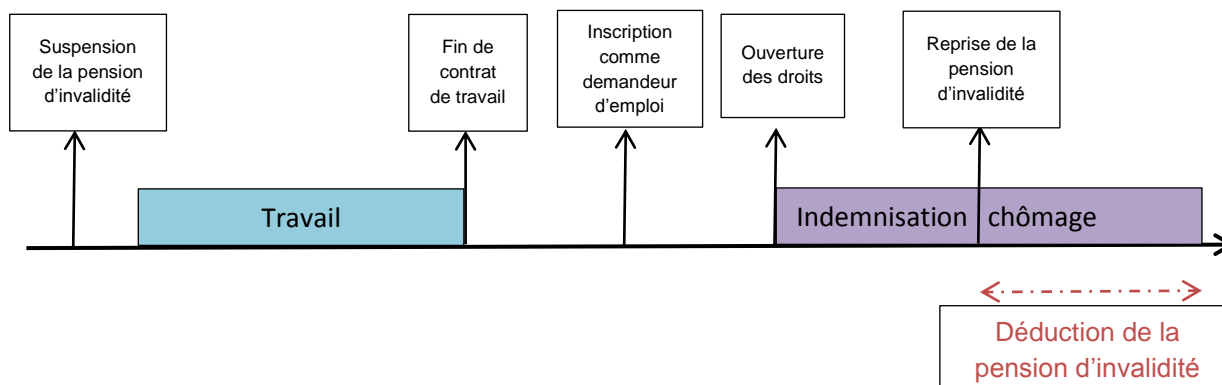 Suspension
de la pension
d’invalidité
Fin de
contrat
de travail
Inscription
comme
demandeur
d’emploi
Ouverture
des droits
Reprise de la
pension
d’invalidité
Travail
Indemnisation chômage
Déduction de la
pension d’invalidité